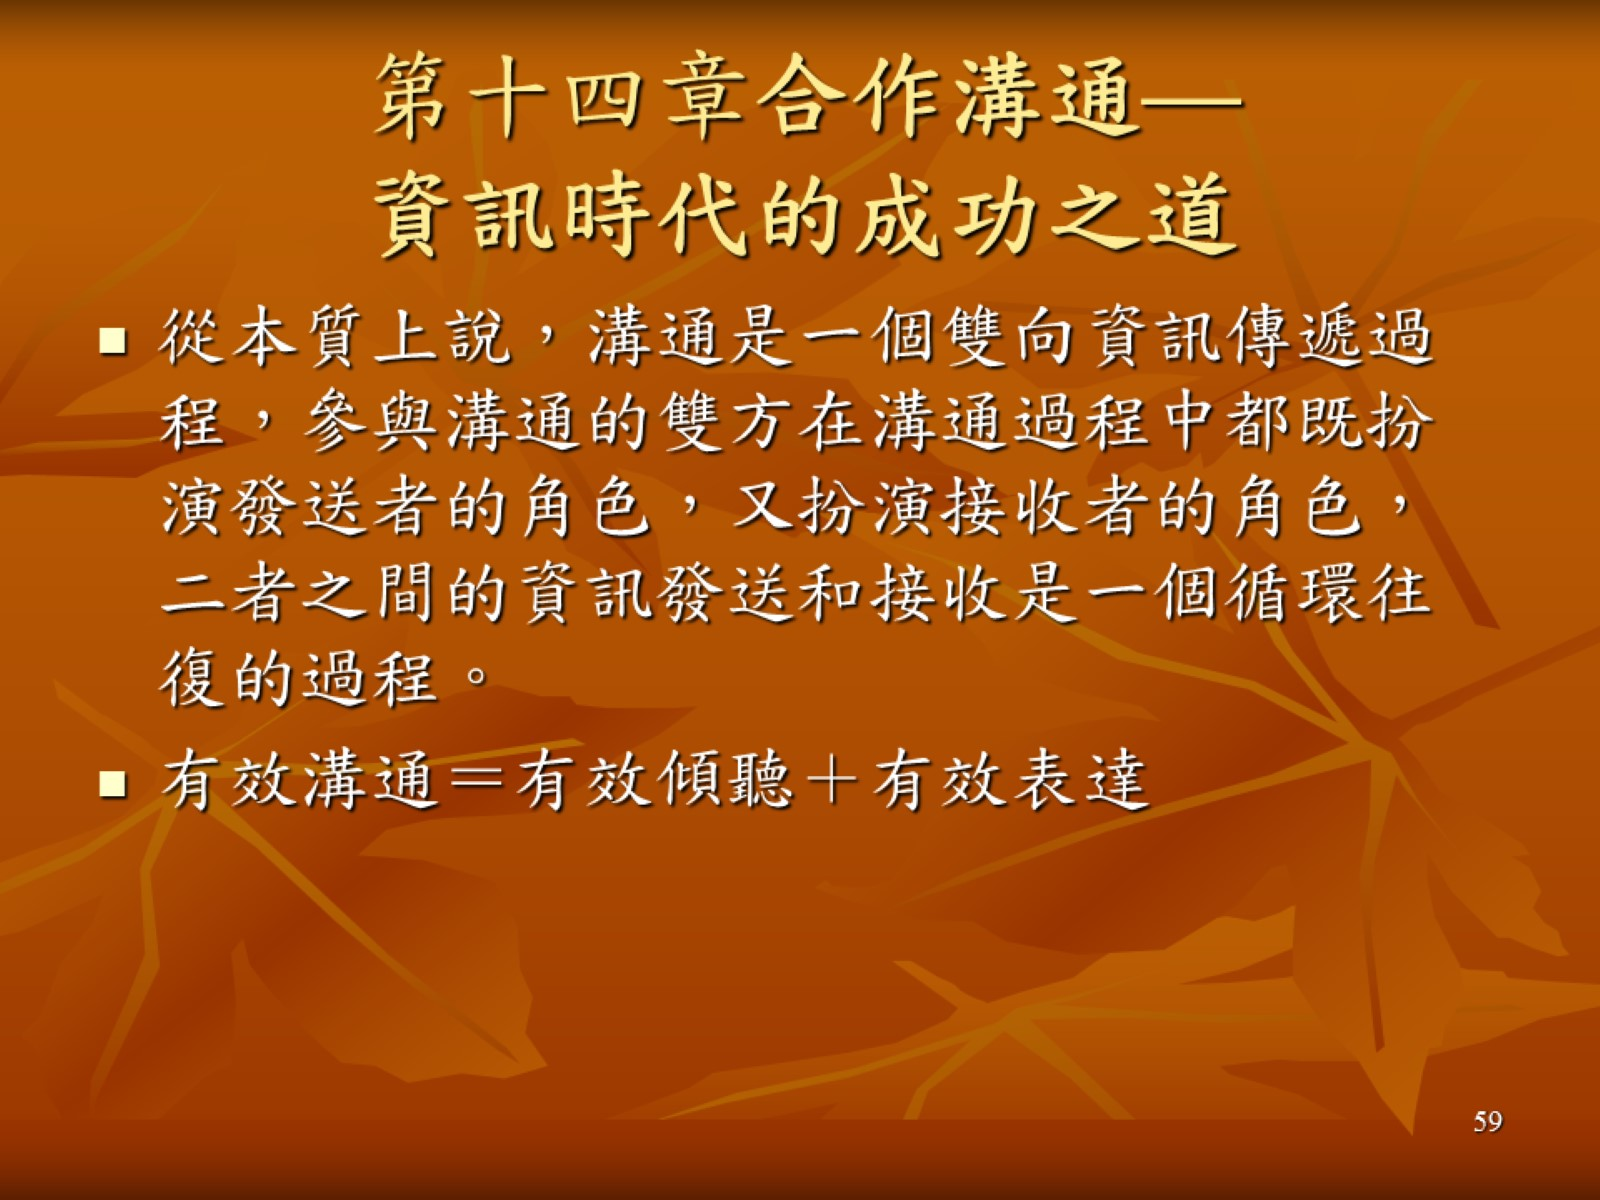 第十四章合作溝通—
資訊時代的成功之道
■ 從本質上說，溝通是一個雙向資訊傳遞過
程，參與溝通的雙方在溝通過程中都既扮
演發送者的角色，又扮演接收者的角色，
二者之間的資訊發送和接收是一個循環往
復的過程。
■ 有效溝通＝有效傾聽＋有效表達
59